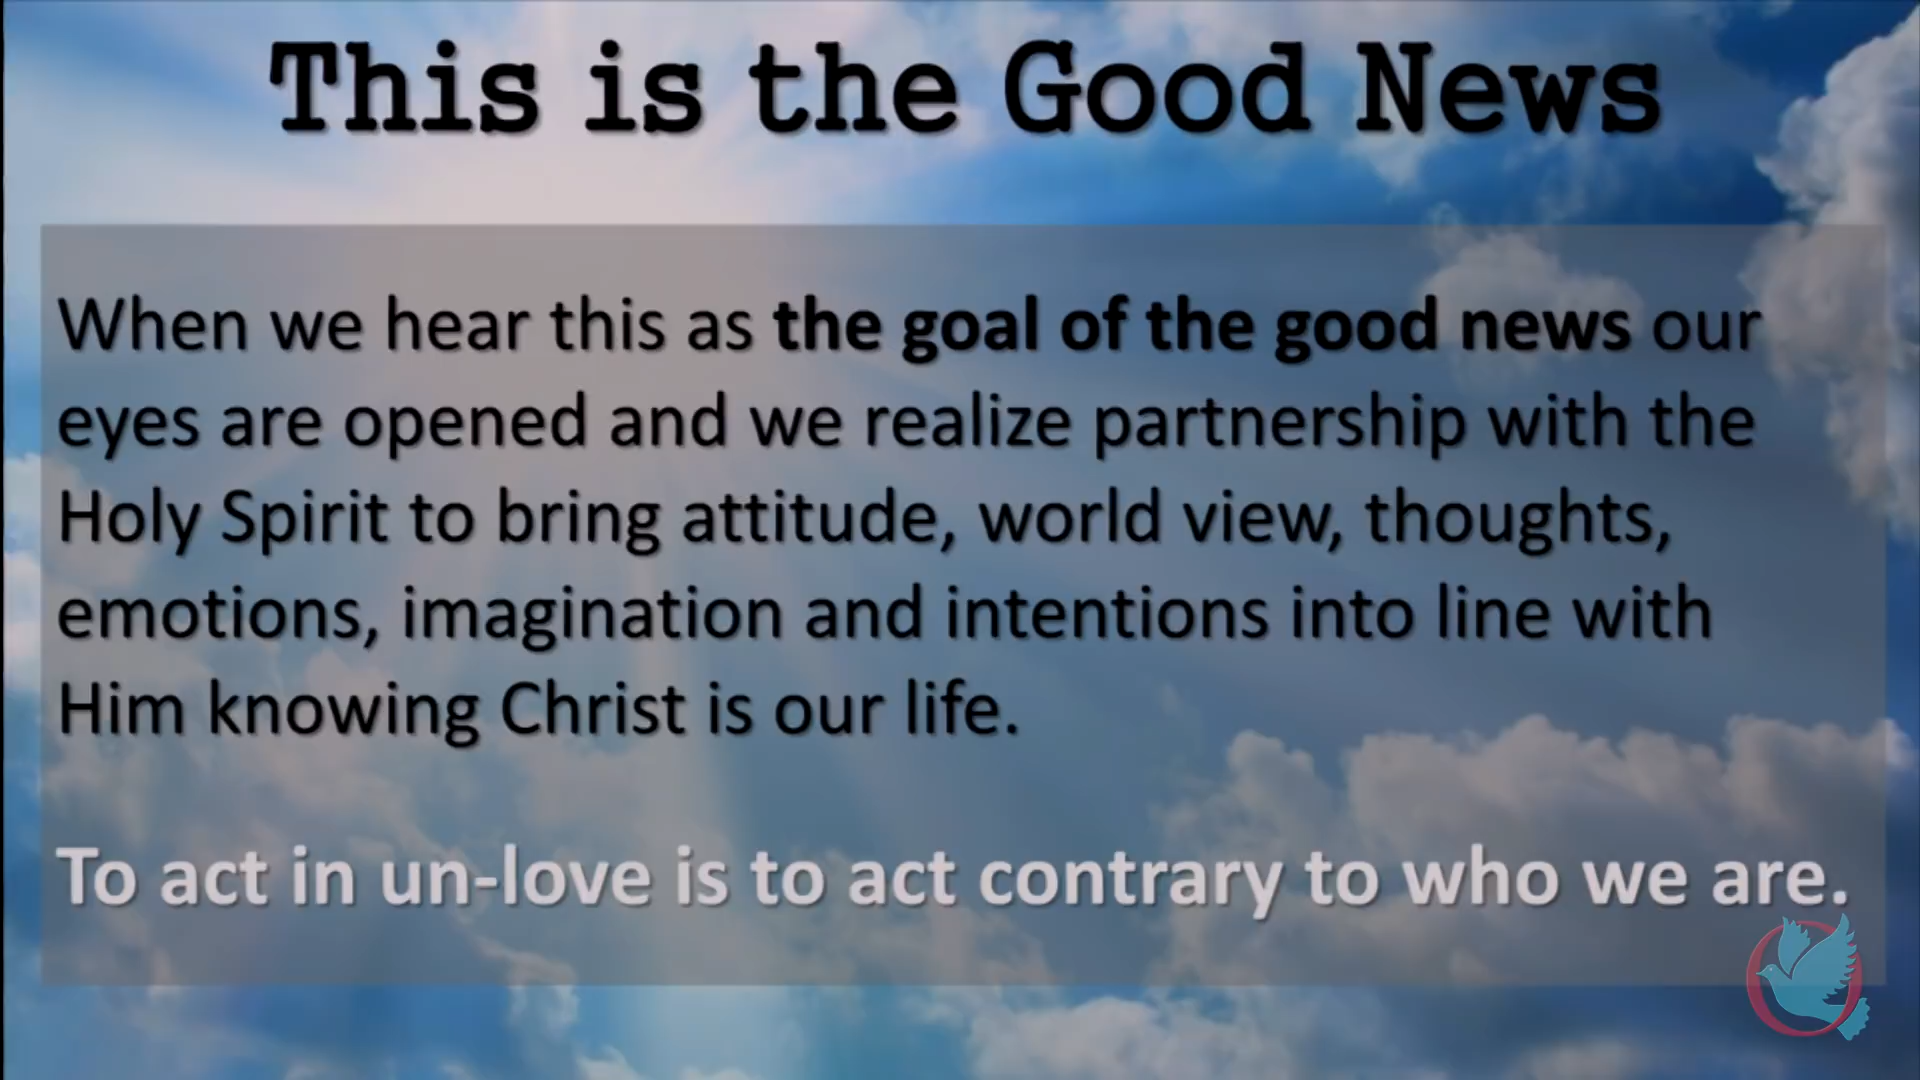 This is the Good News
When we hear this as the goal of the good news our
eyes are opened and we realize partnership with the
Holy Spirit to bring attitude, world view, thoughts,
emotions, imagination and intentions into line with
Him knowing Christ is our life.
To act in un-love is to act contrary to who we are.